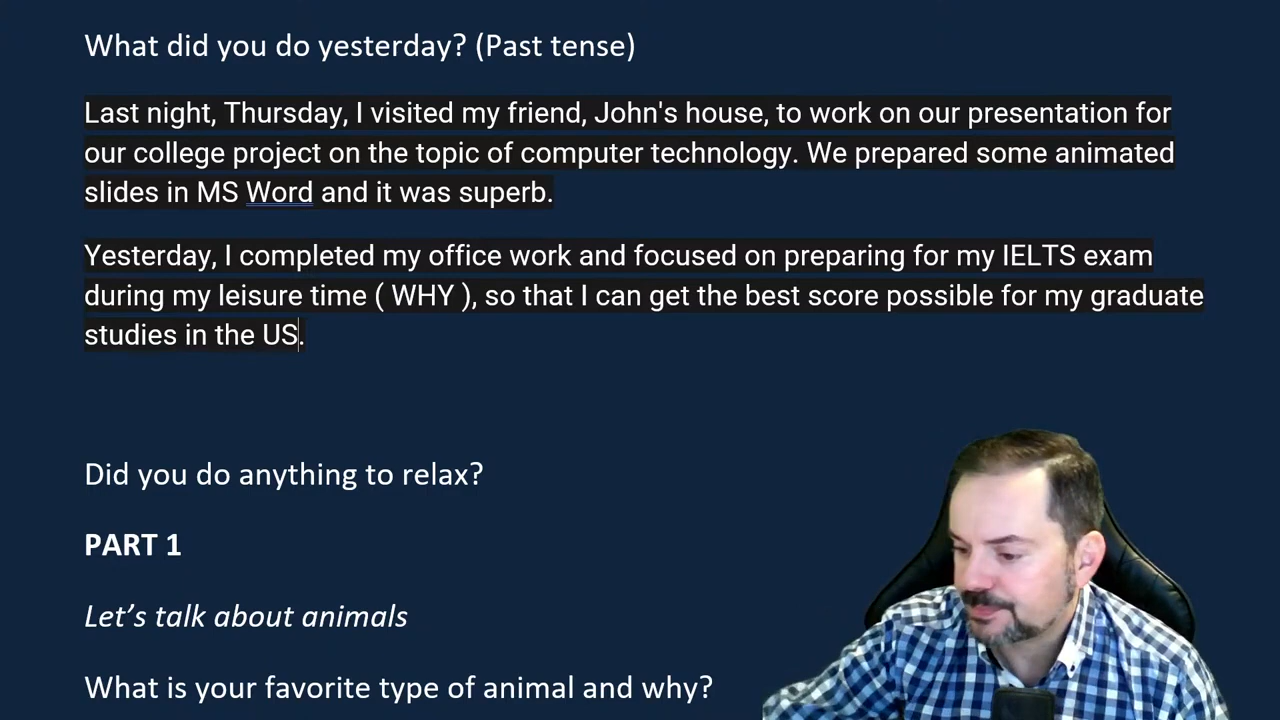 What did you do yesterday? (Past tense)
Last night, Thursday, I visited my friend, John's house, to work on our presentation for
our college project on the topic of computer technology. We prepared some animated
slides in MS Word and it was superb.
Yesterday, I completed my office work and focused on preparing for my IELTS exam
during my leisure time ( WHY ), so that I can get the best score possible for my graduate
studies in the US.
Did you do anything to relax?
PART 1
Let’s talk about animals
What is your favorite type of animal and why?